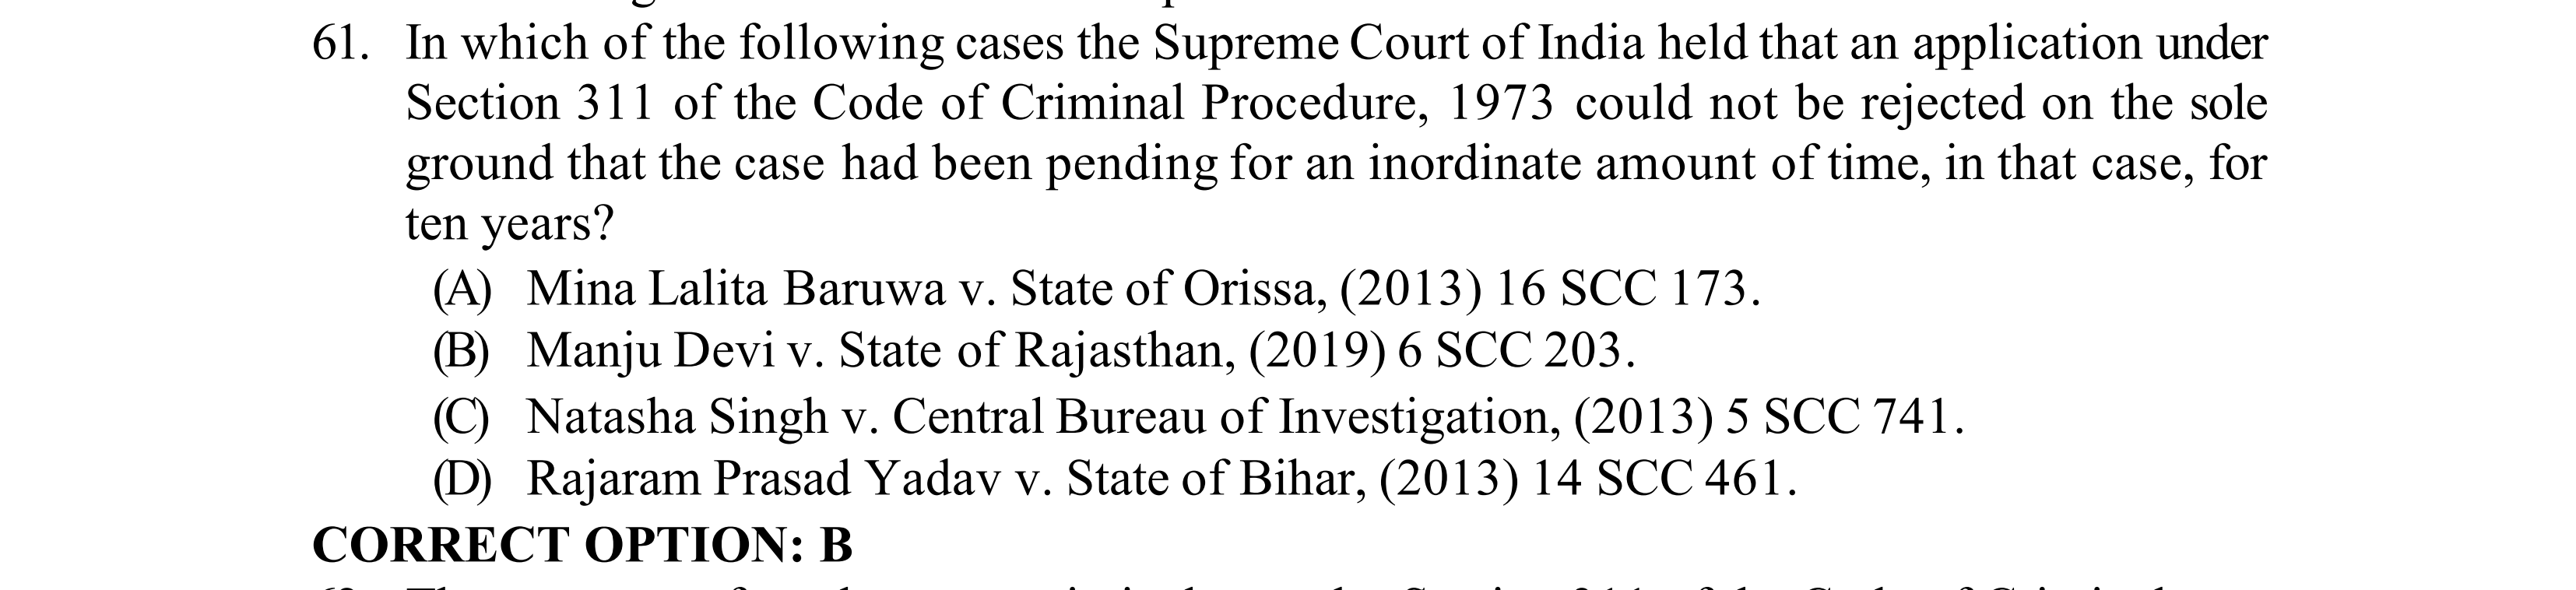 61. In which of the following cases the Supreme Court of India held that an application under
Section 311 of the Code of Criminal Procedure, 1973 could not be rejected on the sole
ground that the case had been pending for an inordinate amount of time, in that case, for
ten years?
(A) Mina Lalita Baruwa v. State of Orissa, (2013) 16 SCC 173.
(B) Manju Devi v. State of Rajasthan, (2019) 6 SCC 203.
(C) Natasha Singh v. Central Bureau of Investigation, (2013) 5 SCC 741.
(D) Rajaram Prasad Yadav v. State of Bihar, (2013) 14 SCC 461.
CORRECT OPTION: B